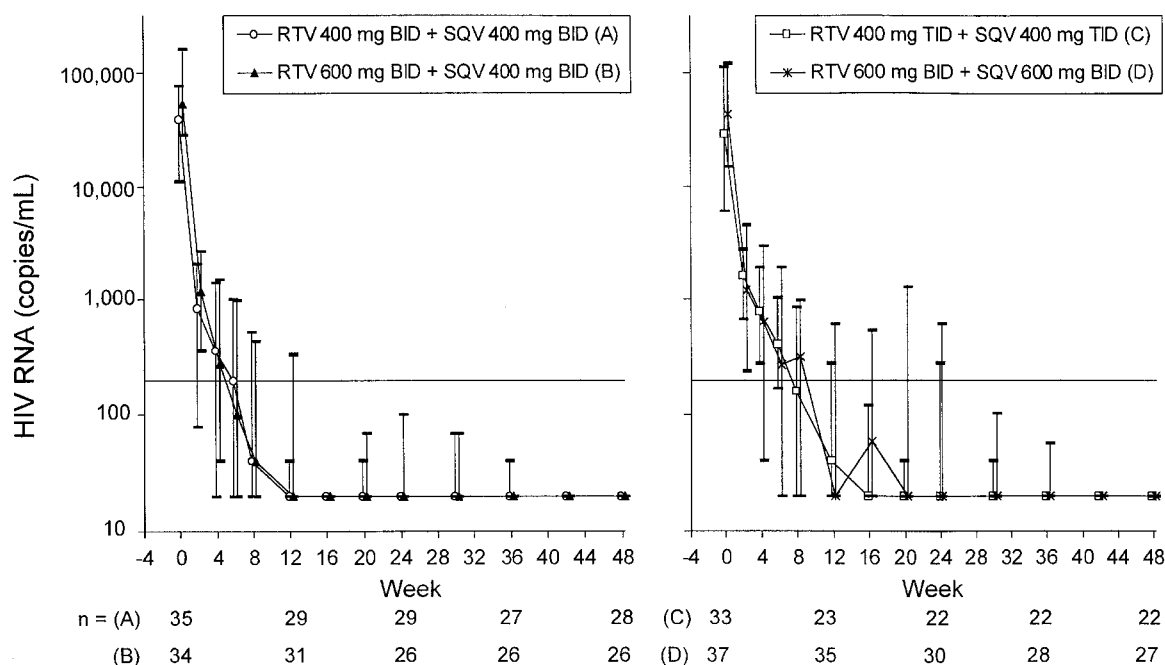 RTV 400 mg BID + SQV 400 mg BID (A)
RTV 600 mg BID + SQV 400 mg BID (B)
RTV 400 mg TID + SQV 400 mg TID (C)
RTV 600 mg BID + SQV 600 mg BID (D)
HIV RNA (copies/mL)
100,000
10,000
1,000
100
10
-4 0 4 8 12 16 20 24 28 32 36 40 44 48
-4 0 4 8 12 16 20 24 28 32 36 40 44 48
Week
Week
n = (A) 35 29 29 27 28
(C) 33 23 22 22 22
(B) 34 31 26 26 26
(D) 37 35 30 28 27